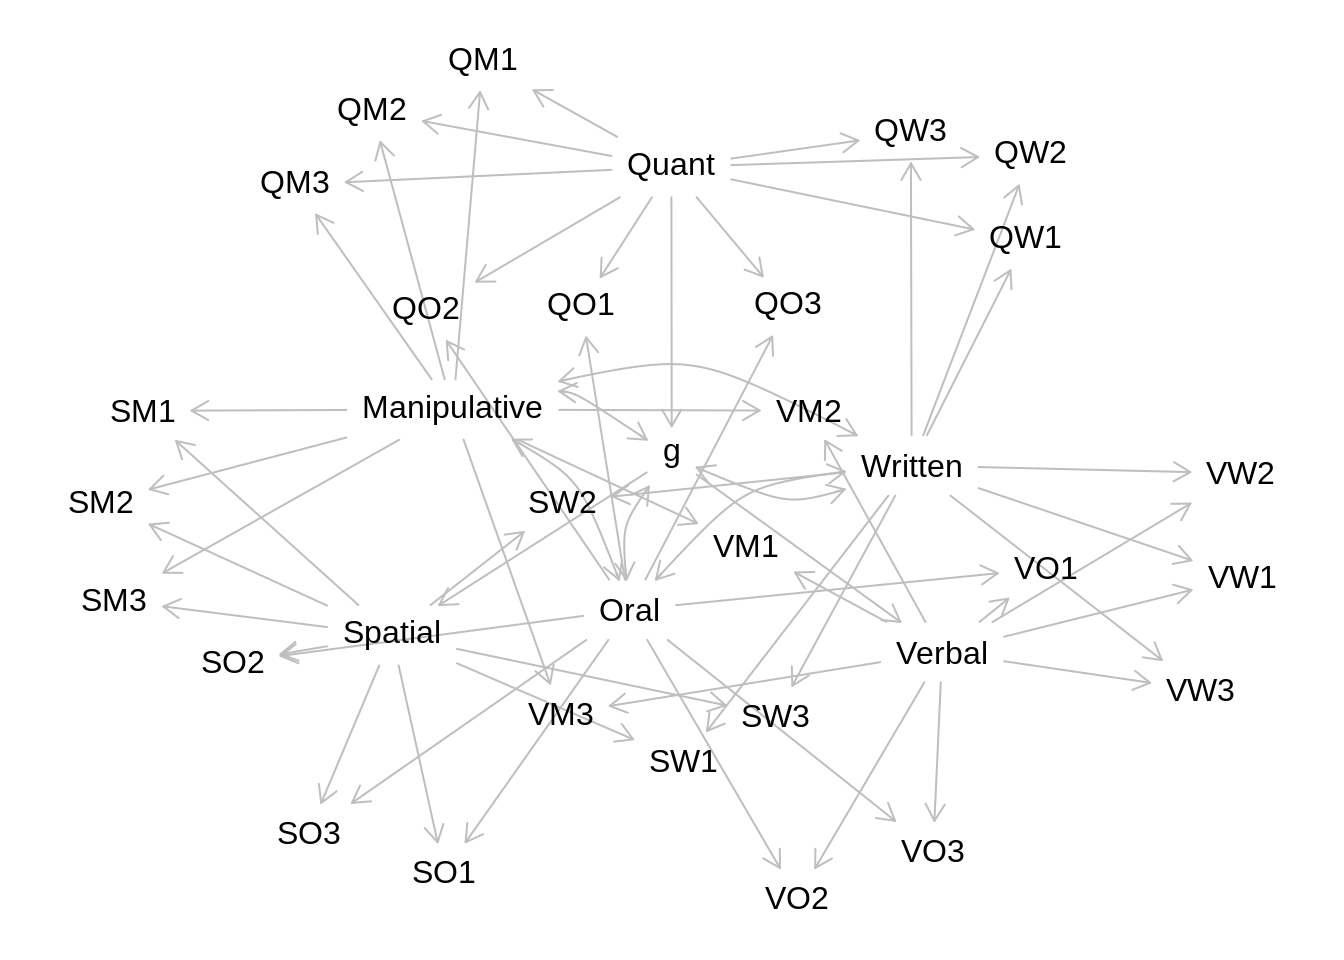 QM1
QM2
QW3
QW2
Quant
QM3
QW1
QO2
QO1
QO3
SM1
Manipulative
VM2
g
Written
VW2
SM2
SW2
VM1
VO1
VW1
SM3
Oral
Spatial
SO2
Verbal
VW3
VM3
SW3
SW1
SO3
VO3
SO1
VO2